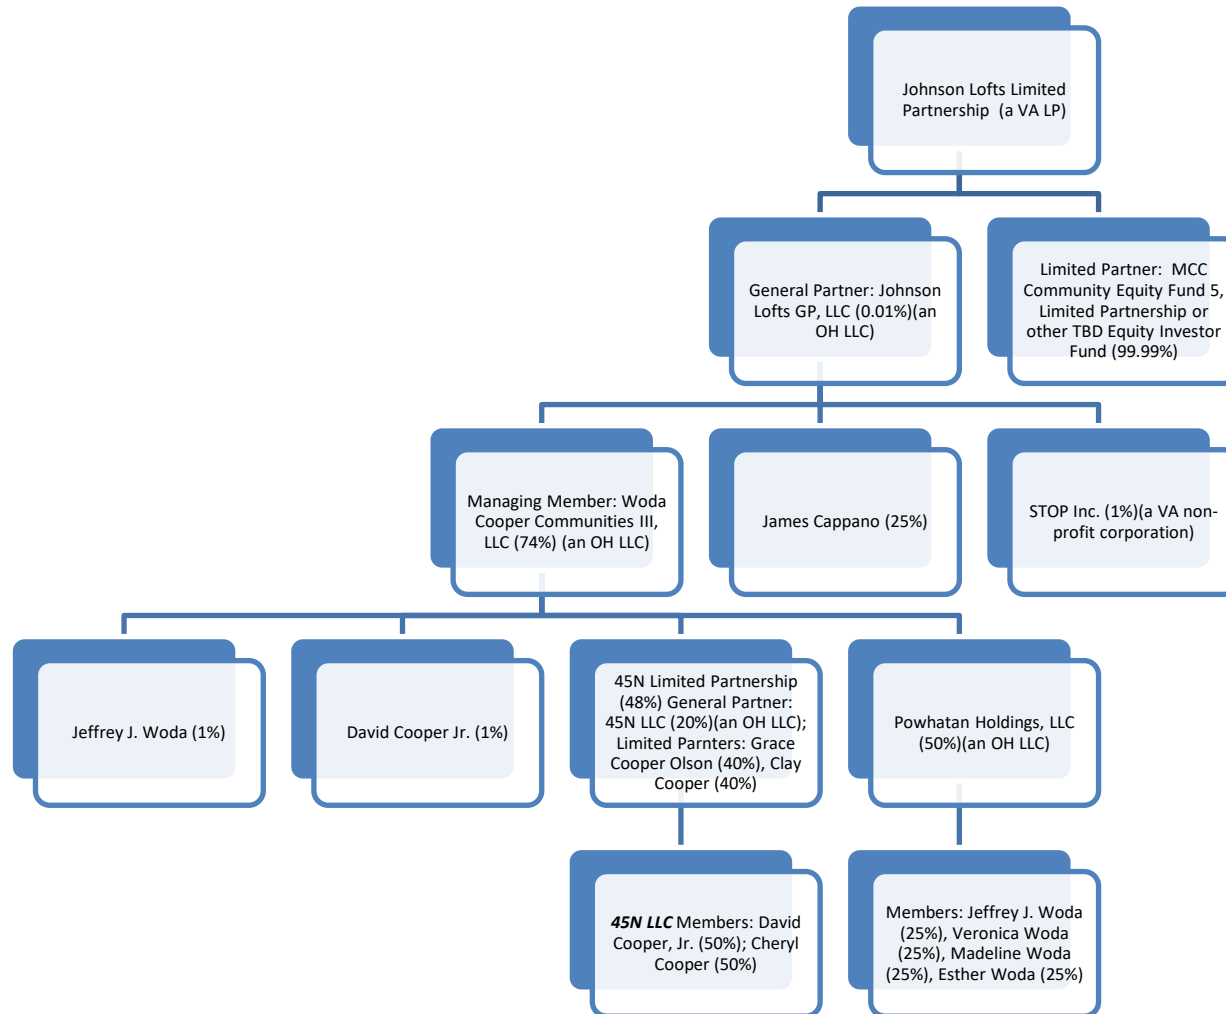 Johnson Lofts Limited
Partnership (a VA LP)
General Partner: Johnson
Lofts GP, LLC (0.01%)(an
OH LLC)
Limited Partner: MCC
Community Equity Fund 5,
Limited Partnership or
other TBD Equity Investor
Fund (99.99%)
Managing Member: Woda
Cooper Communities III,
LLC (74%) (an OH LLC)
James Cappano (25%)
STOP Inc. (1%)(a VA non-
profit corporation)
Jeffrey J. Woda (1%)
David Cooper Jr. (1%)
45N Limited Partnership
(48%) General Partner:
45N LLC (20%)(an OH LLC);
Limited Parnters: Grace
Cooper Olson (40%), Clay
Cooper (40%)
Powhatan Holdings, LLC
(50%)(an OH LLC)
45N LLC Members: David
Cooper, Jr. (50%); Cheryl
Cooper (50%)
Members: Jeffrey J. Woda
(25%), Veronica Woda
(25%), Madeline Woda
(25%), Esther Woda (25%)